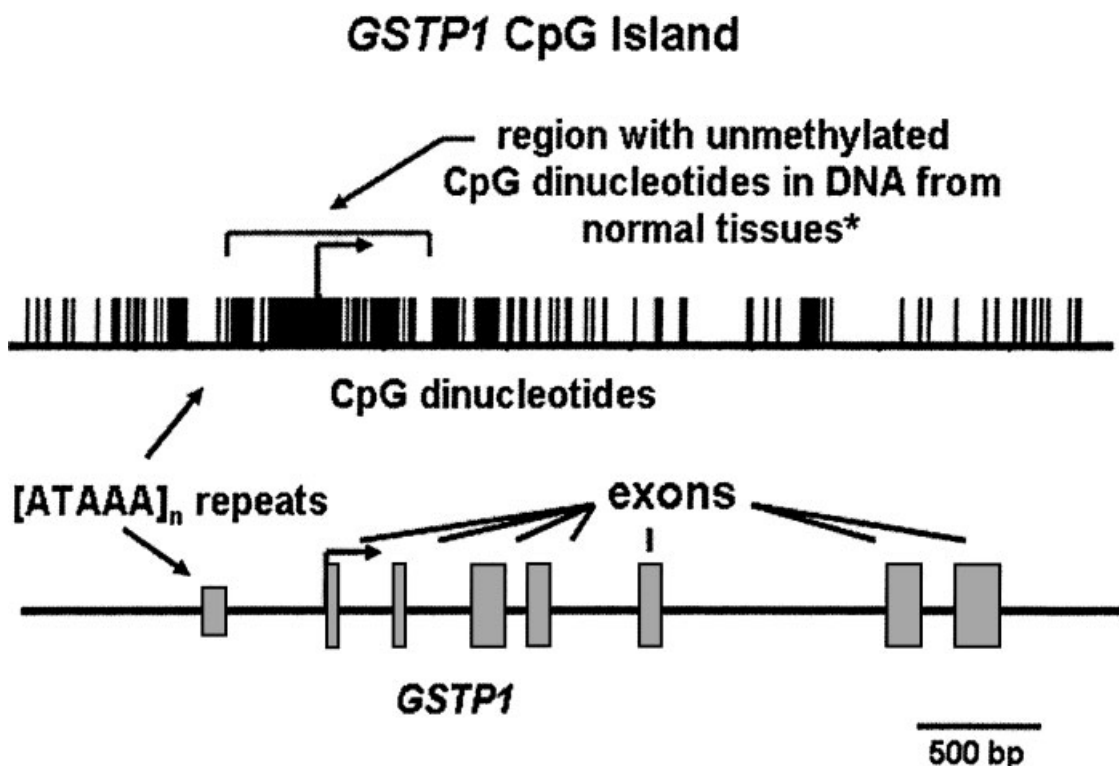 GSTP1 CpG Island
region with unmethylated
CpG dinucleotides in DNA from
normal tissues*
CpG dinucleotides
[ATAAA]n repeats
exons
GSTP1
500 bp